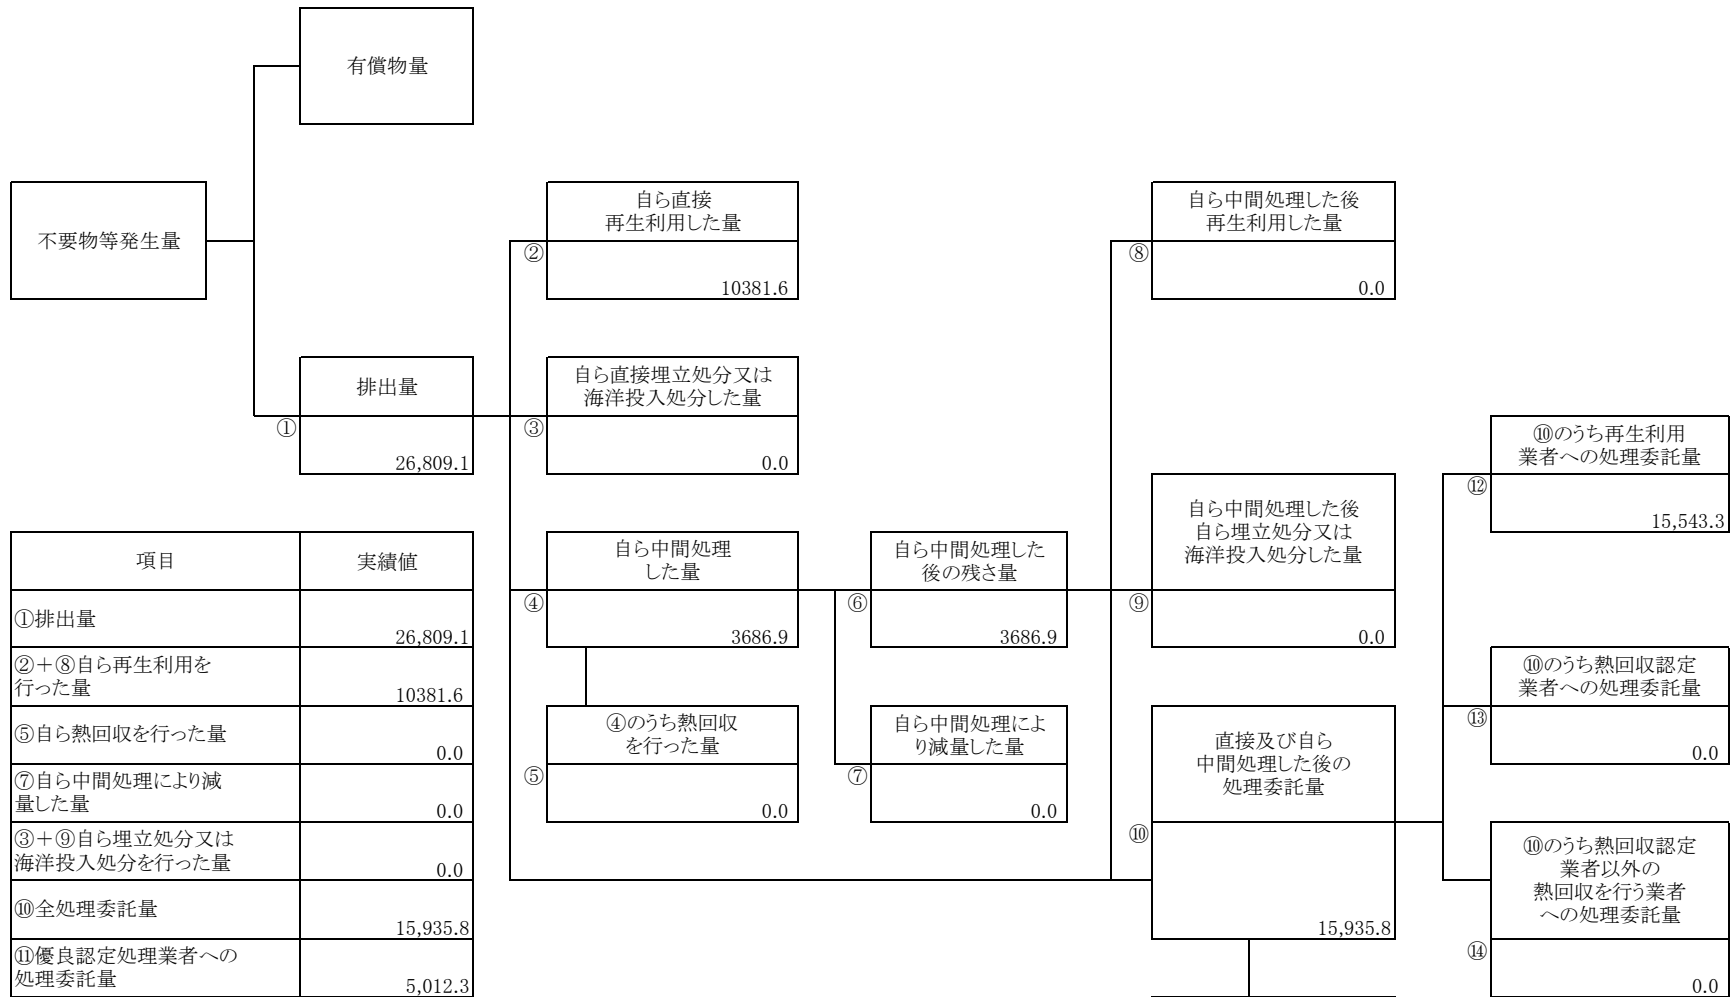 有償物量
不要物等発生量
自ら直接
再生利用した量
②
10381.6
自ら中間処理した後
再生利用した量
⑧
0.0
排出量
①
26,809.1
自ら直接埋立処分又は
海洋投入処分した量
③
0.0
⑩のうち再生利用
業者への処理委託量
⑫
15,543.3
自ら中間処理した後
自ら埋立処分又は
海洋投入処分した量
⑨
0.0
自ら中間処理
した量
④
3686.9
自ら中間処理した
後の残さ量
⑥
3686.9
⑩のうち熱回収認定
業者への処理委託量
⑬
0.0
④のうち熱回収
を行った量
⑤
0.0
自ら中間処理によ
り減量した量
⑦
0.0
直接及び自ら
中間処理した後の
処理委託量
⑩
15,935.8
⑩のうち熱回収認定
業者以外の
熱回収を行う業者
への処理委託量
⑭
0.0
項目 実績値
①排出量
26,809.1
②+⑧自ら再生利用を
行った量
10381.6
⑤自ら熱回収を行った量
0.0
⑦自ら中間処理により減
量した量
0.0
③+⑨自ら埋立処分又は
海洋投入処分を行った量
0.0
⑩全処理委託量
15,935.8
⑪優良認定処理業者への
処理委託量
5,012.3